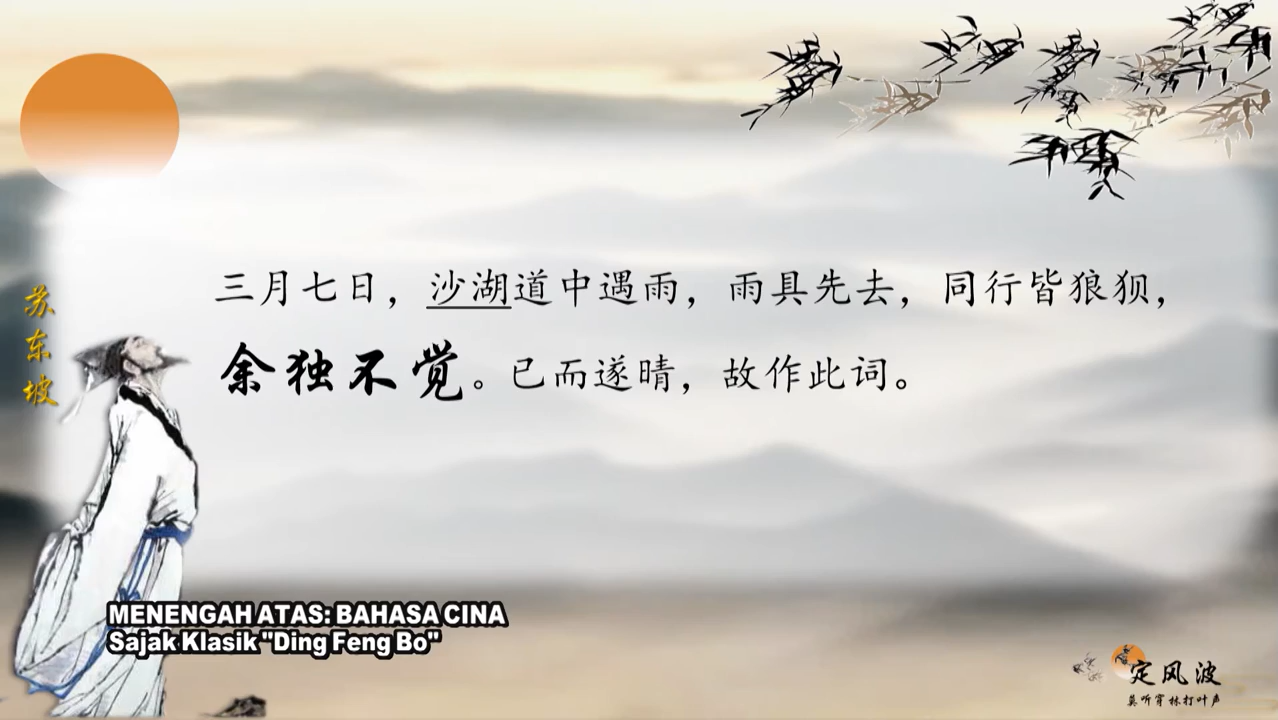 三月七日，沙湖道中遇雨，雨具先去，同行皆狼狈，
余独不觉。已而遂晴，故作此词。
苏东坡
MENENGAH ATAS: BAHASA CINA
Sajak Klasik "Ding Feng Bo"
定风波
莫听穿林打叶声